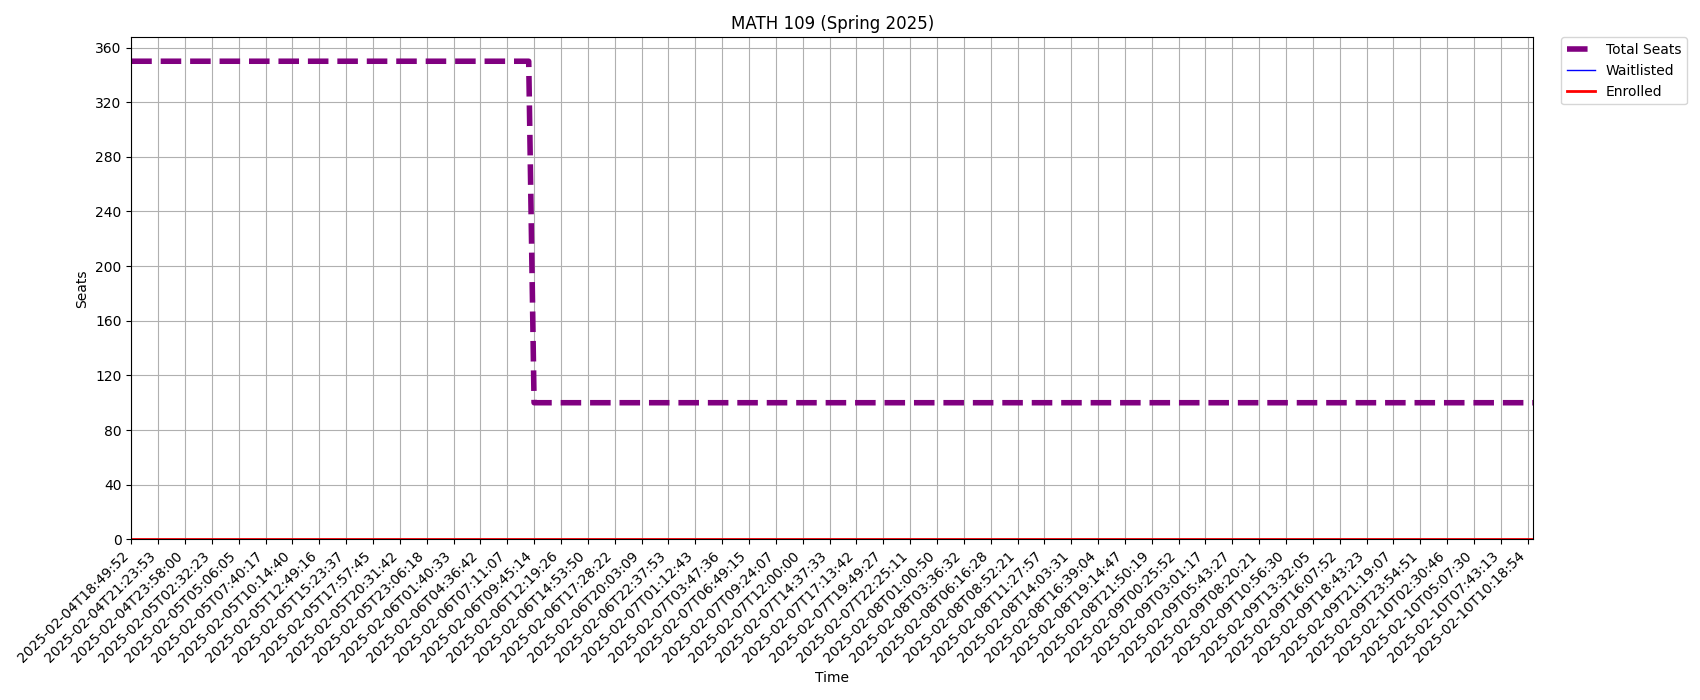 MATH 109 (Spring 2025)
360
320
280
240
200
160
120
80
40
0
Seats
Total Seats
Waitlisted
Enrolled
2025-02-04T18:49:52
2025-02-04T21:23:53
2025-02-04T23:58:00
2025-02-05T02:32:23
2025-02-05T05:06:05
2025-02-05T07:40:17
2025-02-05T10:14:40
2025-02-05T12:49:16
2025-02-05T15:23:37
2025-02-05T17:57:45
2025-02-05T20:31:42
2025-02-05T23:06:18
2025-02-06T01:40:33
2025-02-06T04:36:42
2025-02-06T07:11:07
2025-02-06T09:45:14
2025-02-06T12:19:26
2025-02-06T14:53:50
2025-02-06T17:28:22
2025-02-06T20:03:09
2025-02-06T22:37:53
2025-02-07T01:12:43
2025-02-07T03:47:36
2025-02-07T06:49:15
2025-02-07T09:24:07
2025-02-07T12:00:00
2025-02-07T14:37:33
2025-02-07T17:13:42
2025-02-07T19:49:27
2025-02-07T22:25:11
2025-02-08T01:00:50
2025-02-08T03:36:32
2025-02-08T06:16:28
2025-02-08T08:52:21
2025-02-08T11:27:57
2025-02-08T14:03:31
2025-02-08T16:39:04
2025-02-08T19:14:47
2025-02-08T21:50:19
2025-02-09T00:25:52
2025-02-09T03:01:17
2025-02-09T05:43:27
2025-02-09T08:20:21
2025-02-09T10:56:30
2025-02-09T13:32:05
2025-02-09T16:07:52
2025-02-09T18:43:23
2025-02-09T21:19:07
2025-02-09T23:54:51
2025-02-10T02:30:46
2025-02-10T05:07:30
2025-02-10T07:43:13
2025-02-10T10:18:54
Time